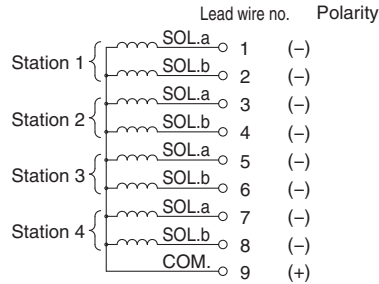 Lead wire no. Polarity
Station 1 SOL.a 1 (−)
SOL.b 2 (−)
Station 2 SOL.a 3 (−)
SOL.b 4 (−)
Station 3 SOL.a 5 (−)
SOL.b 6 (−)
Station 4 SOL.a 7 (−)
SOL.b 8 (−)
COM. 9 (+)